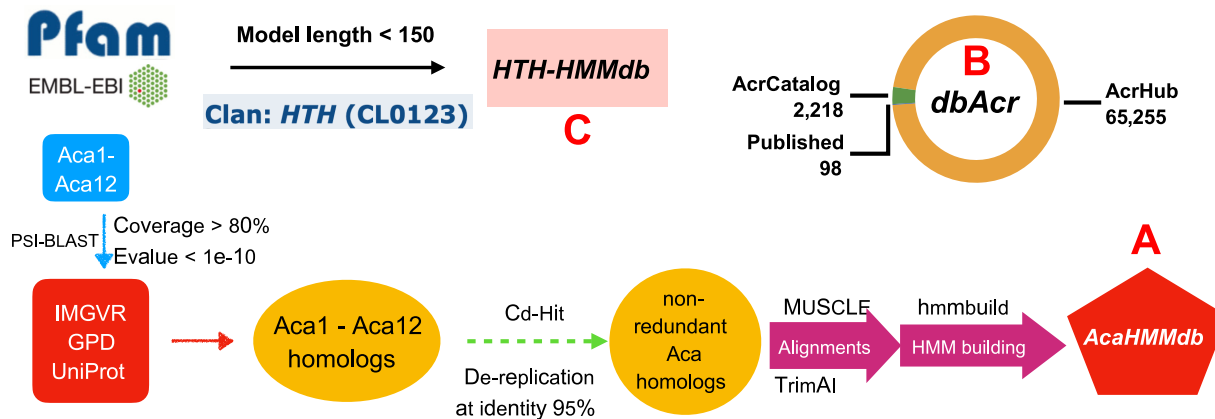 Pfam
EMBL-EBI
Model length < 150
Clan: HTH (CL0123)
HTH-HMMdb
C
B
dbAcr
AcrCatalog
2,218
Published
98
AcrHub
65,255
Aca1-
Aca12
PSI-BLAST
Coverage > 80%
Evalue < 1e-10
IMGVR
GPD
UniProt
Aca1 - Aca12
homologs
Cd-Hit
De-replication
at identity 95%
non-
redundant
Aca
homologs
MUSCLE
Alignments
TrimAI
hmmbuild
HMM building
A
AcaHMMdb